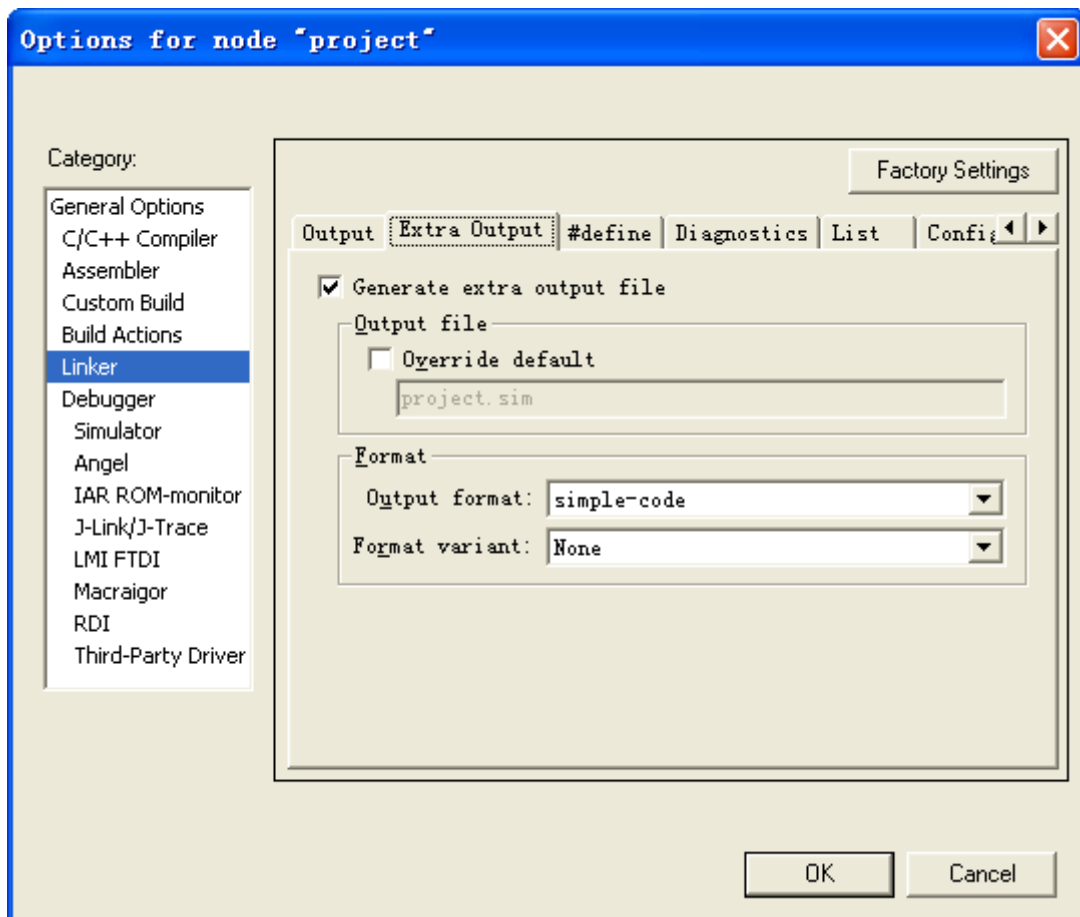 Options for node "project"
Category:
General Options
C/C++ Compiler
Assembler
Custom Build
Build Actions
Linker
Debugger
Simulator
Angel
IAR ROM-monitor
J-Link/J-Trace
LMI FTDI
Macraigor
RDI
Third-Party Driver
Factory Settings
Output Extra Output #define Diagnostics List Config
Generate extra output file
Output file
Override default
project.sim
Format
Output format: simple-code
Format variant: None
OK Cancel